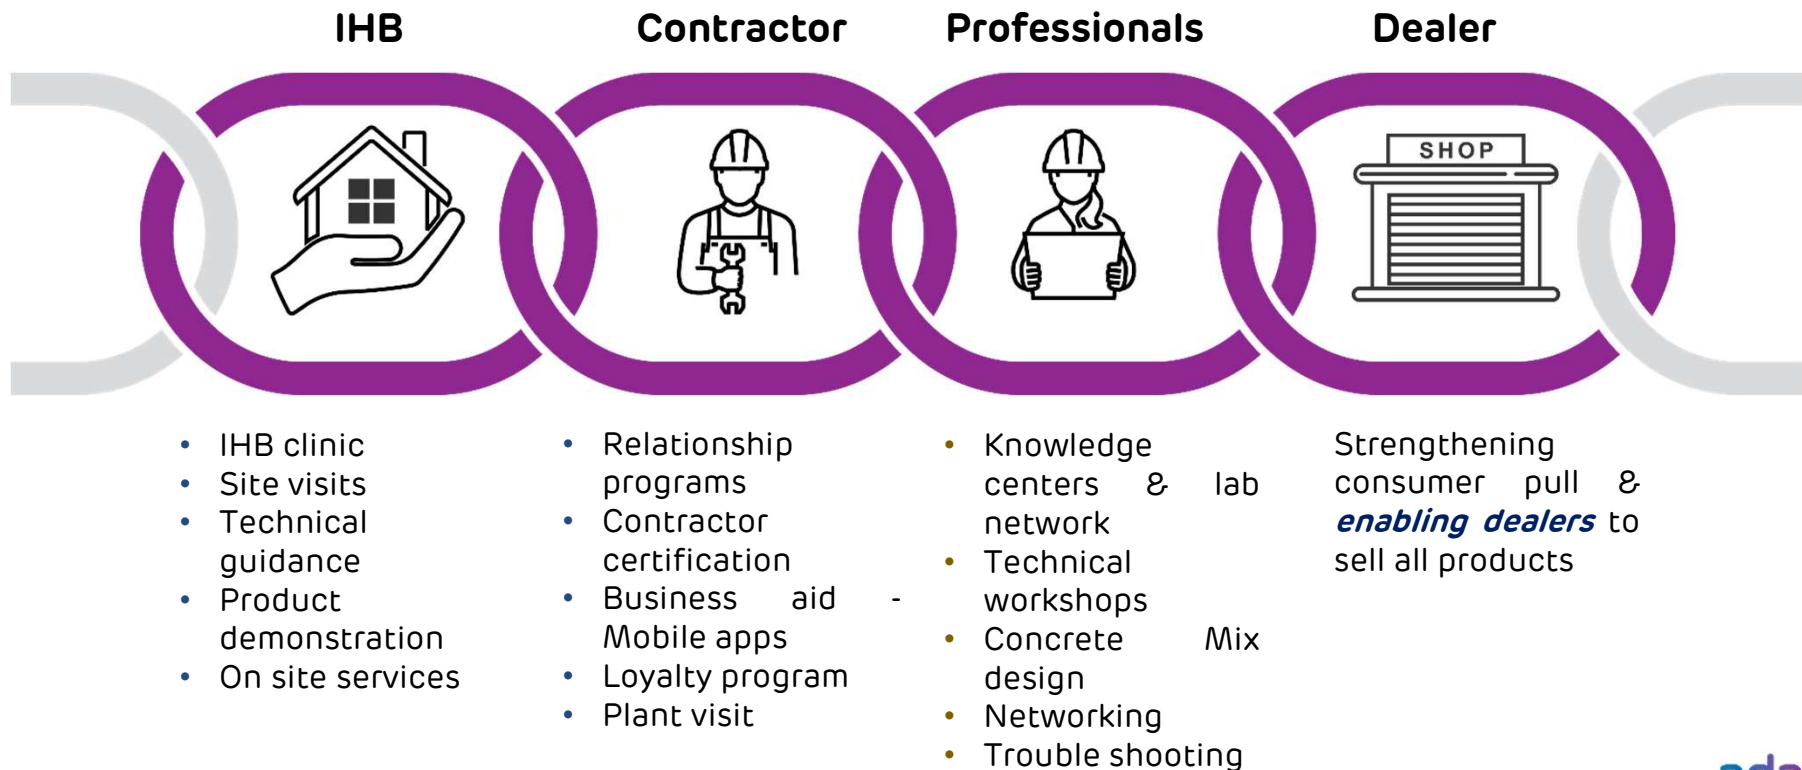 IHB
Contractor
Professionals
Dealer
SHOP
• IHB clinic
• Site visits
• Technical
guidance
• Product
demonstration
• On site services
• Relationship
programs
• Contractor
certification
• Business aid -
Mobile apps
• Loyalty program
• Plant visit
• Knowledge
centers & lab
network
• Technical
workshops
• Concrete Mix
design
• Networking
• Trouble shooting
Strengthening
consumer pull &
enabling dealers to
sell all products